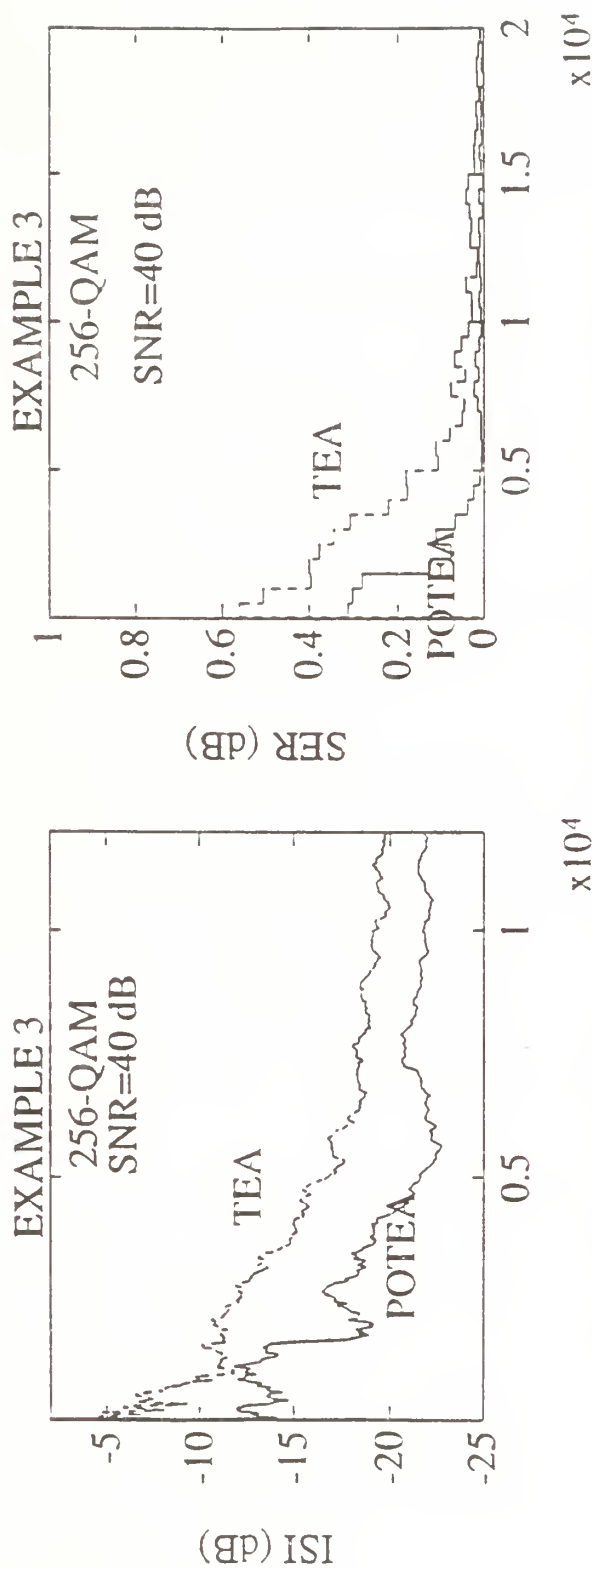 EXAMPLE 3
256-QAM
SNR=40 dB
TEA
POTEA
ISI (dB)
-5
-10
-15
-20
-25
0.5
1
x10⁴
EXAMPLE 3
256-QAM
SNR=40 dB
TEA
POTEA
SER (dB)
1
0.8
0.6
0.4
0.2
0
0.5
1
1.5
2
x10⁴